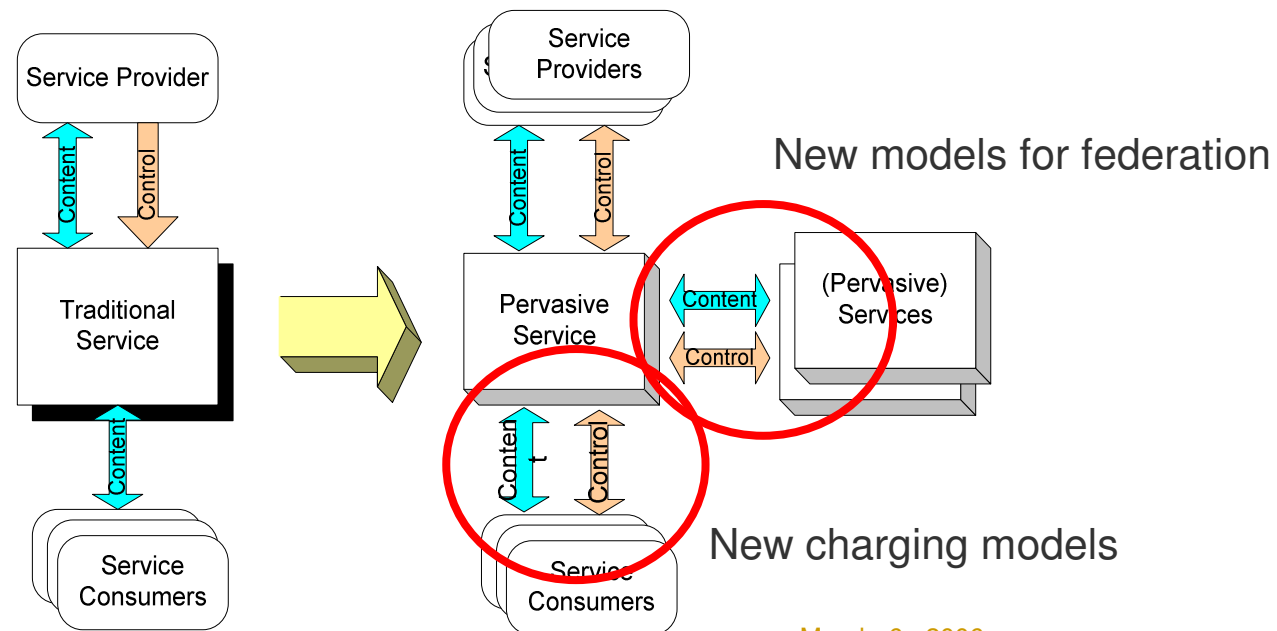 Service Provider
Content
Control
Traditional
Service
Content
Service
Consumers
Service
Providers
Content
Control
New models for federation
Pervasive
Service
Content
Control
(Pervasive)
Services
Conten
t
Control
New charging models
Service
Consumers